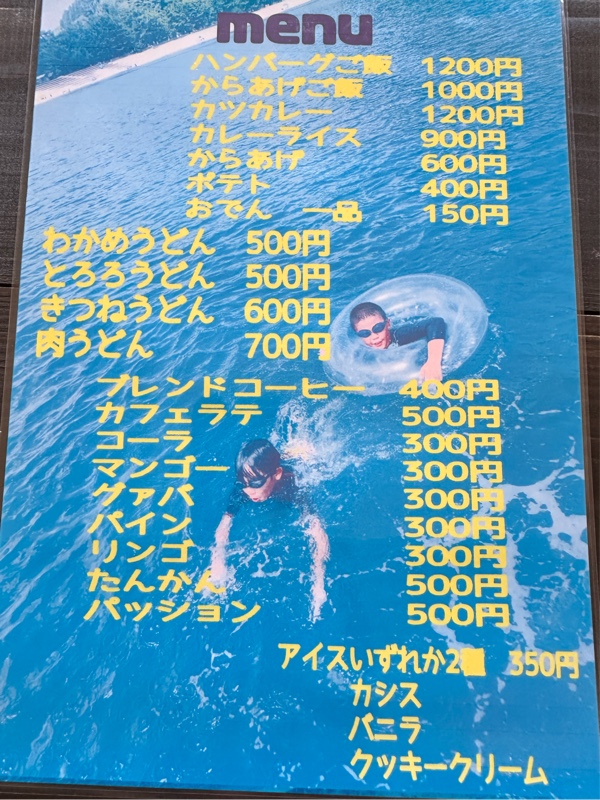 menu
ハンバーグご飯 1200円
からあげご飯 1000円
カツカレー 1200円
カレーライス 900円
からあげ 600円
ポテト 400円
おでん 一品 150円
わかめうどん 500円
とろろうどん 500円
きつねうどん 600円
肉うどん 700円
ブレンドコーヒー 400円
カフェラテ 500円
コーラ 300円
マンゴー 300円
グァバ 300円
パイン 300円
リンゴ 300円
たんかん 500円
パッション 500円
アイスいずれか2種 350円
カシス
バニラ
クッキークリーム